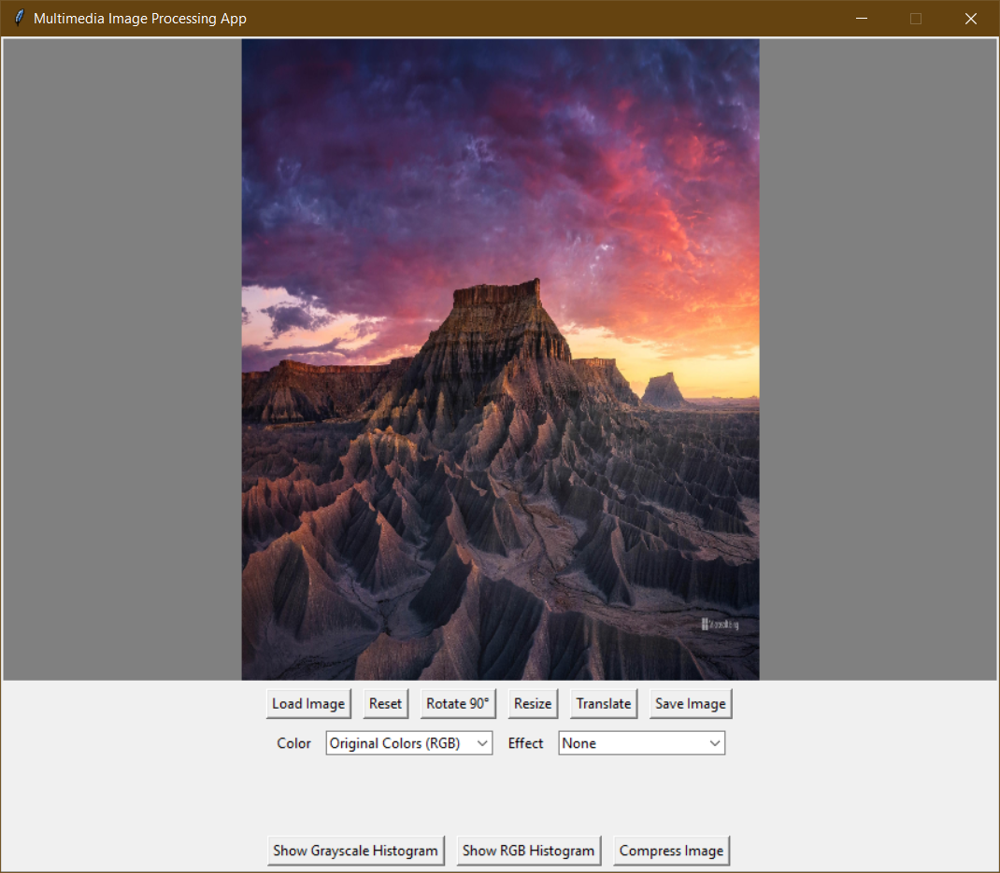 Multimedia Image Processing App
Load Image Reset Rotate 90° Resize Translate Save Image
Color Original Colors (RGB) Effect None
Show Grayscale Histogram Show RGB Histogram Compress Image